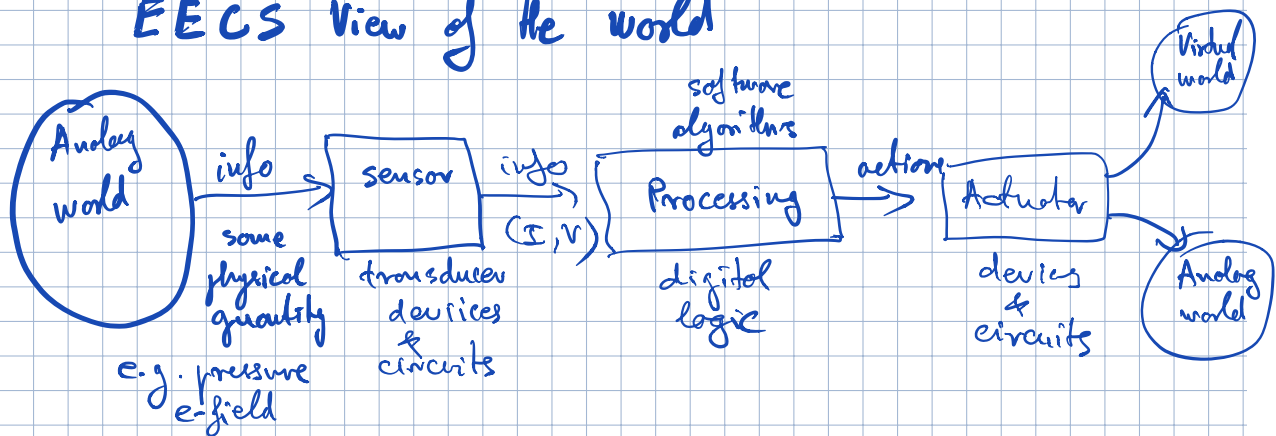 EECS View of the world
Analog
world
info
some
physical
quantity
e.g. pressure
e-field
sensor
transducer
devices
&
circuits
info
(I, V)
software
algorithms
Processing
digital
logic
actions
Actuator
devices
&
circuits
Virtual
world
Analog
world